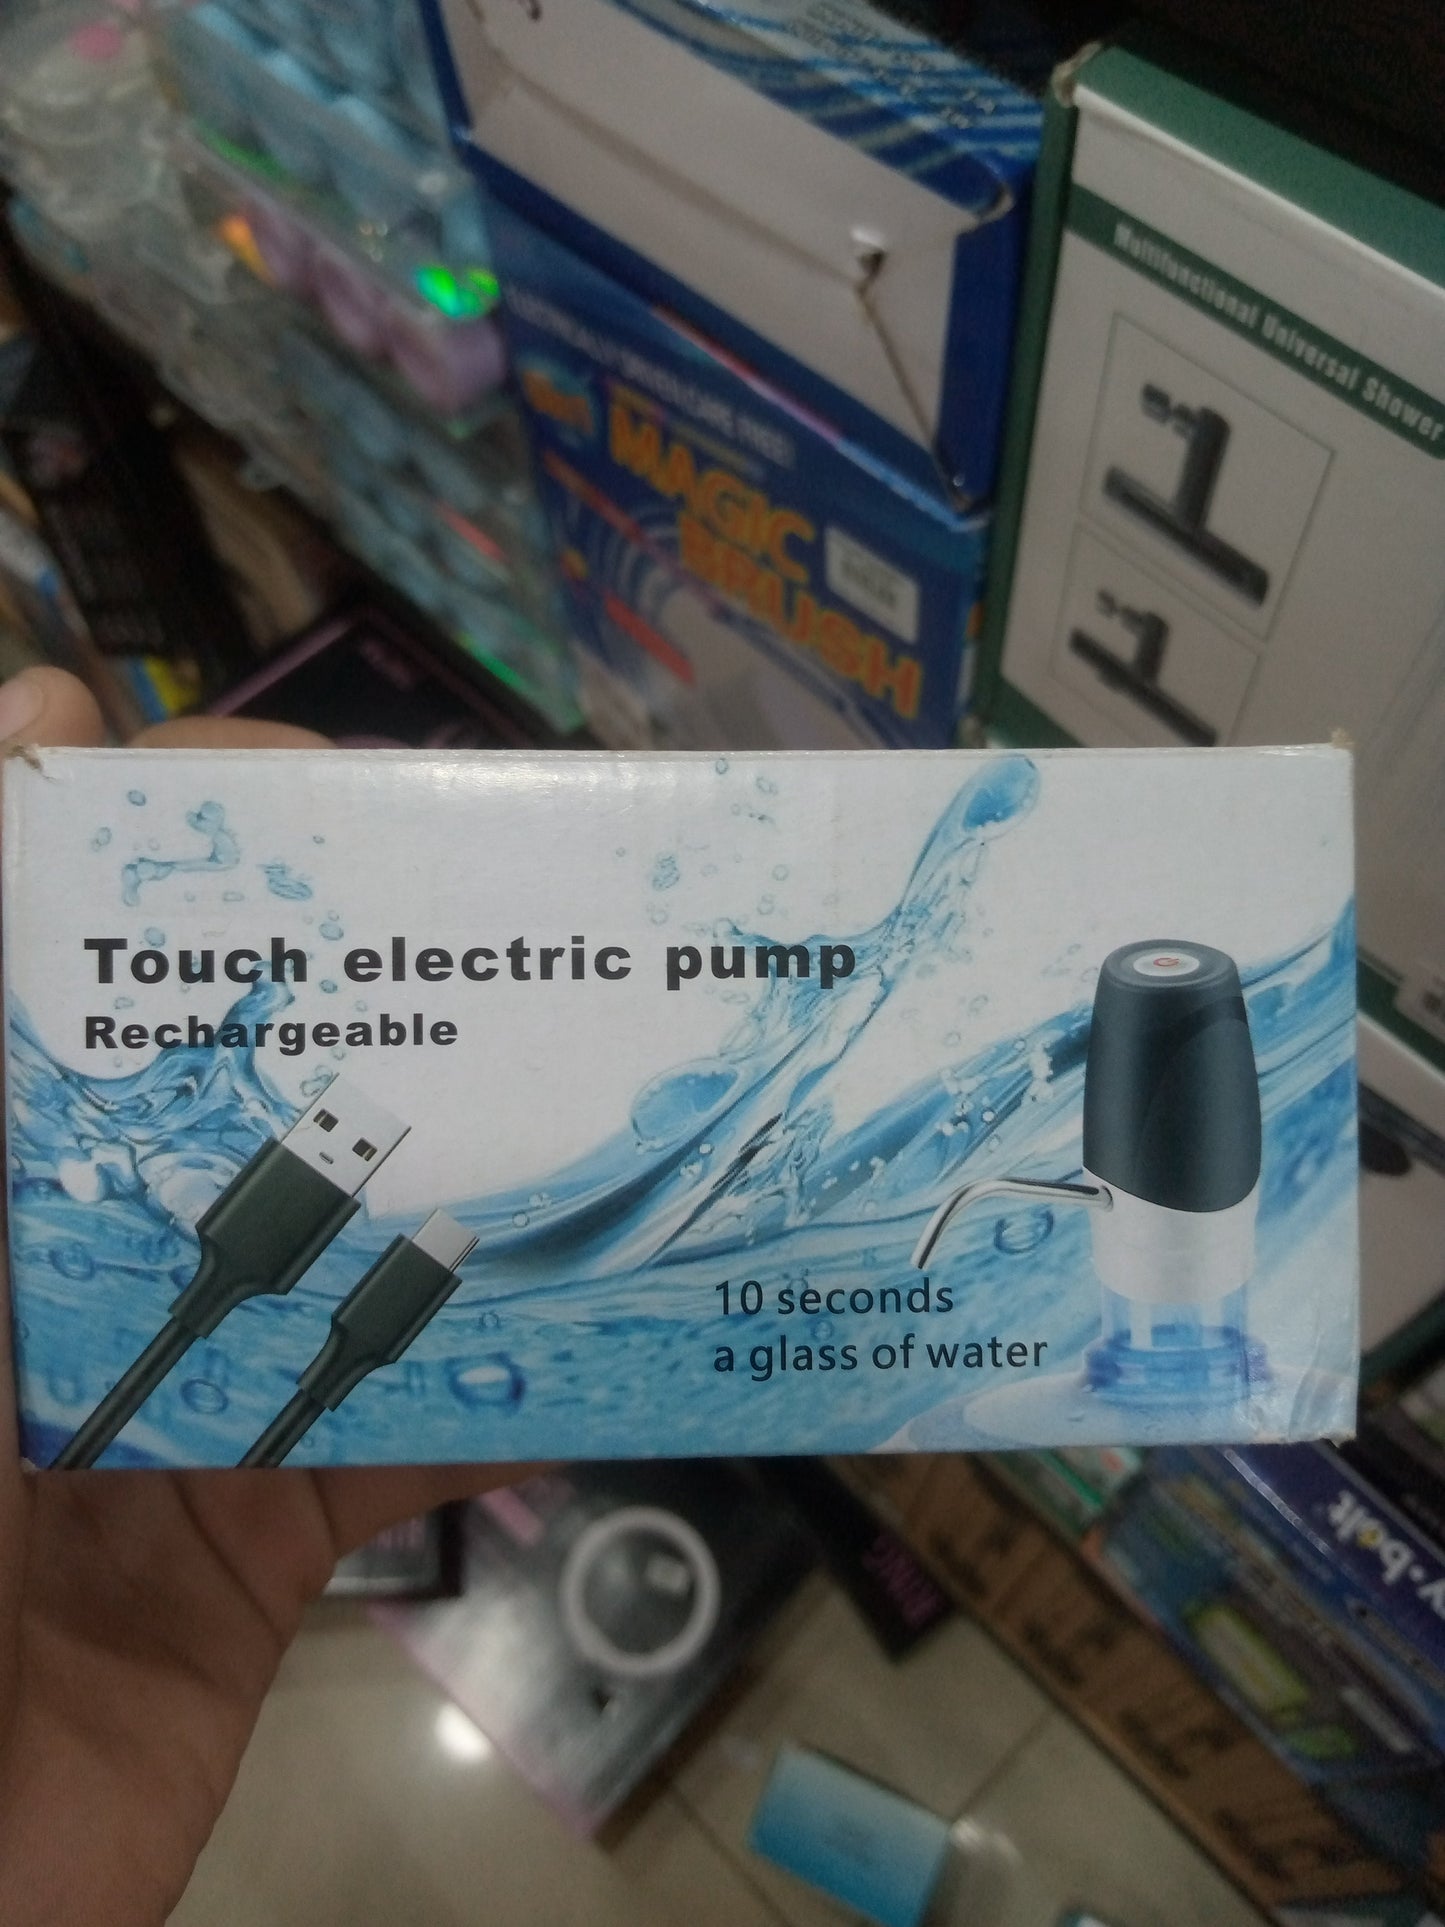 Multifunctional Universal Shower
MAGIC
BRUSH
Touch electric pump
Rechargeable
10 seconds
a glass of water